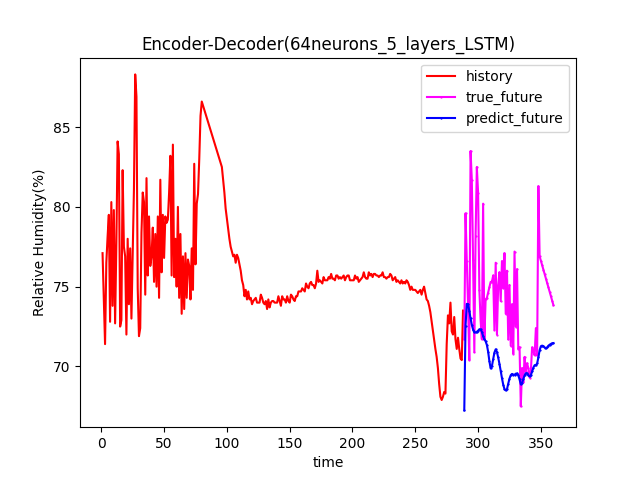 Encoder-Decoder(64neurons_5_layers_LSTM)
history
true_future
predict_future
Relative Humidity(%)
85
80
75
70
0 50 100 150 200 250 300 350
time